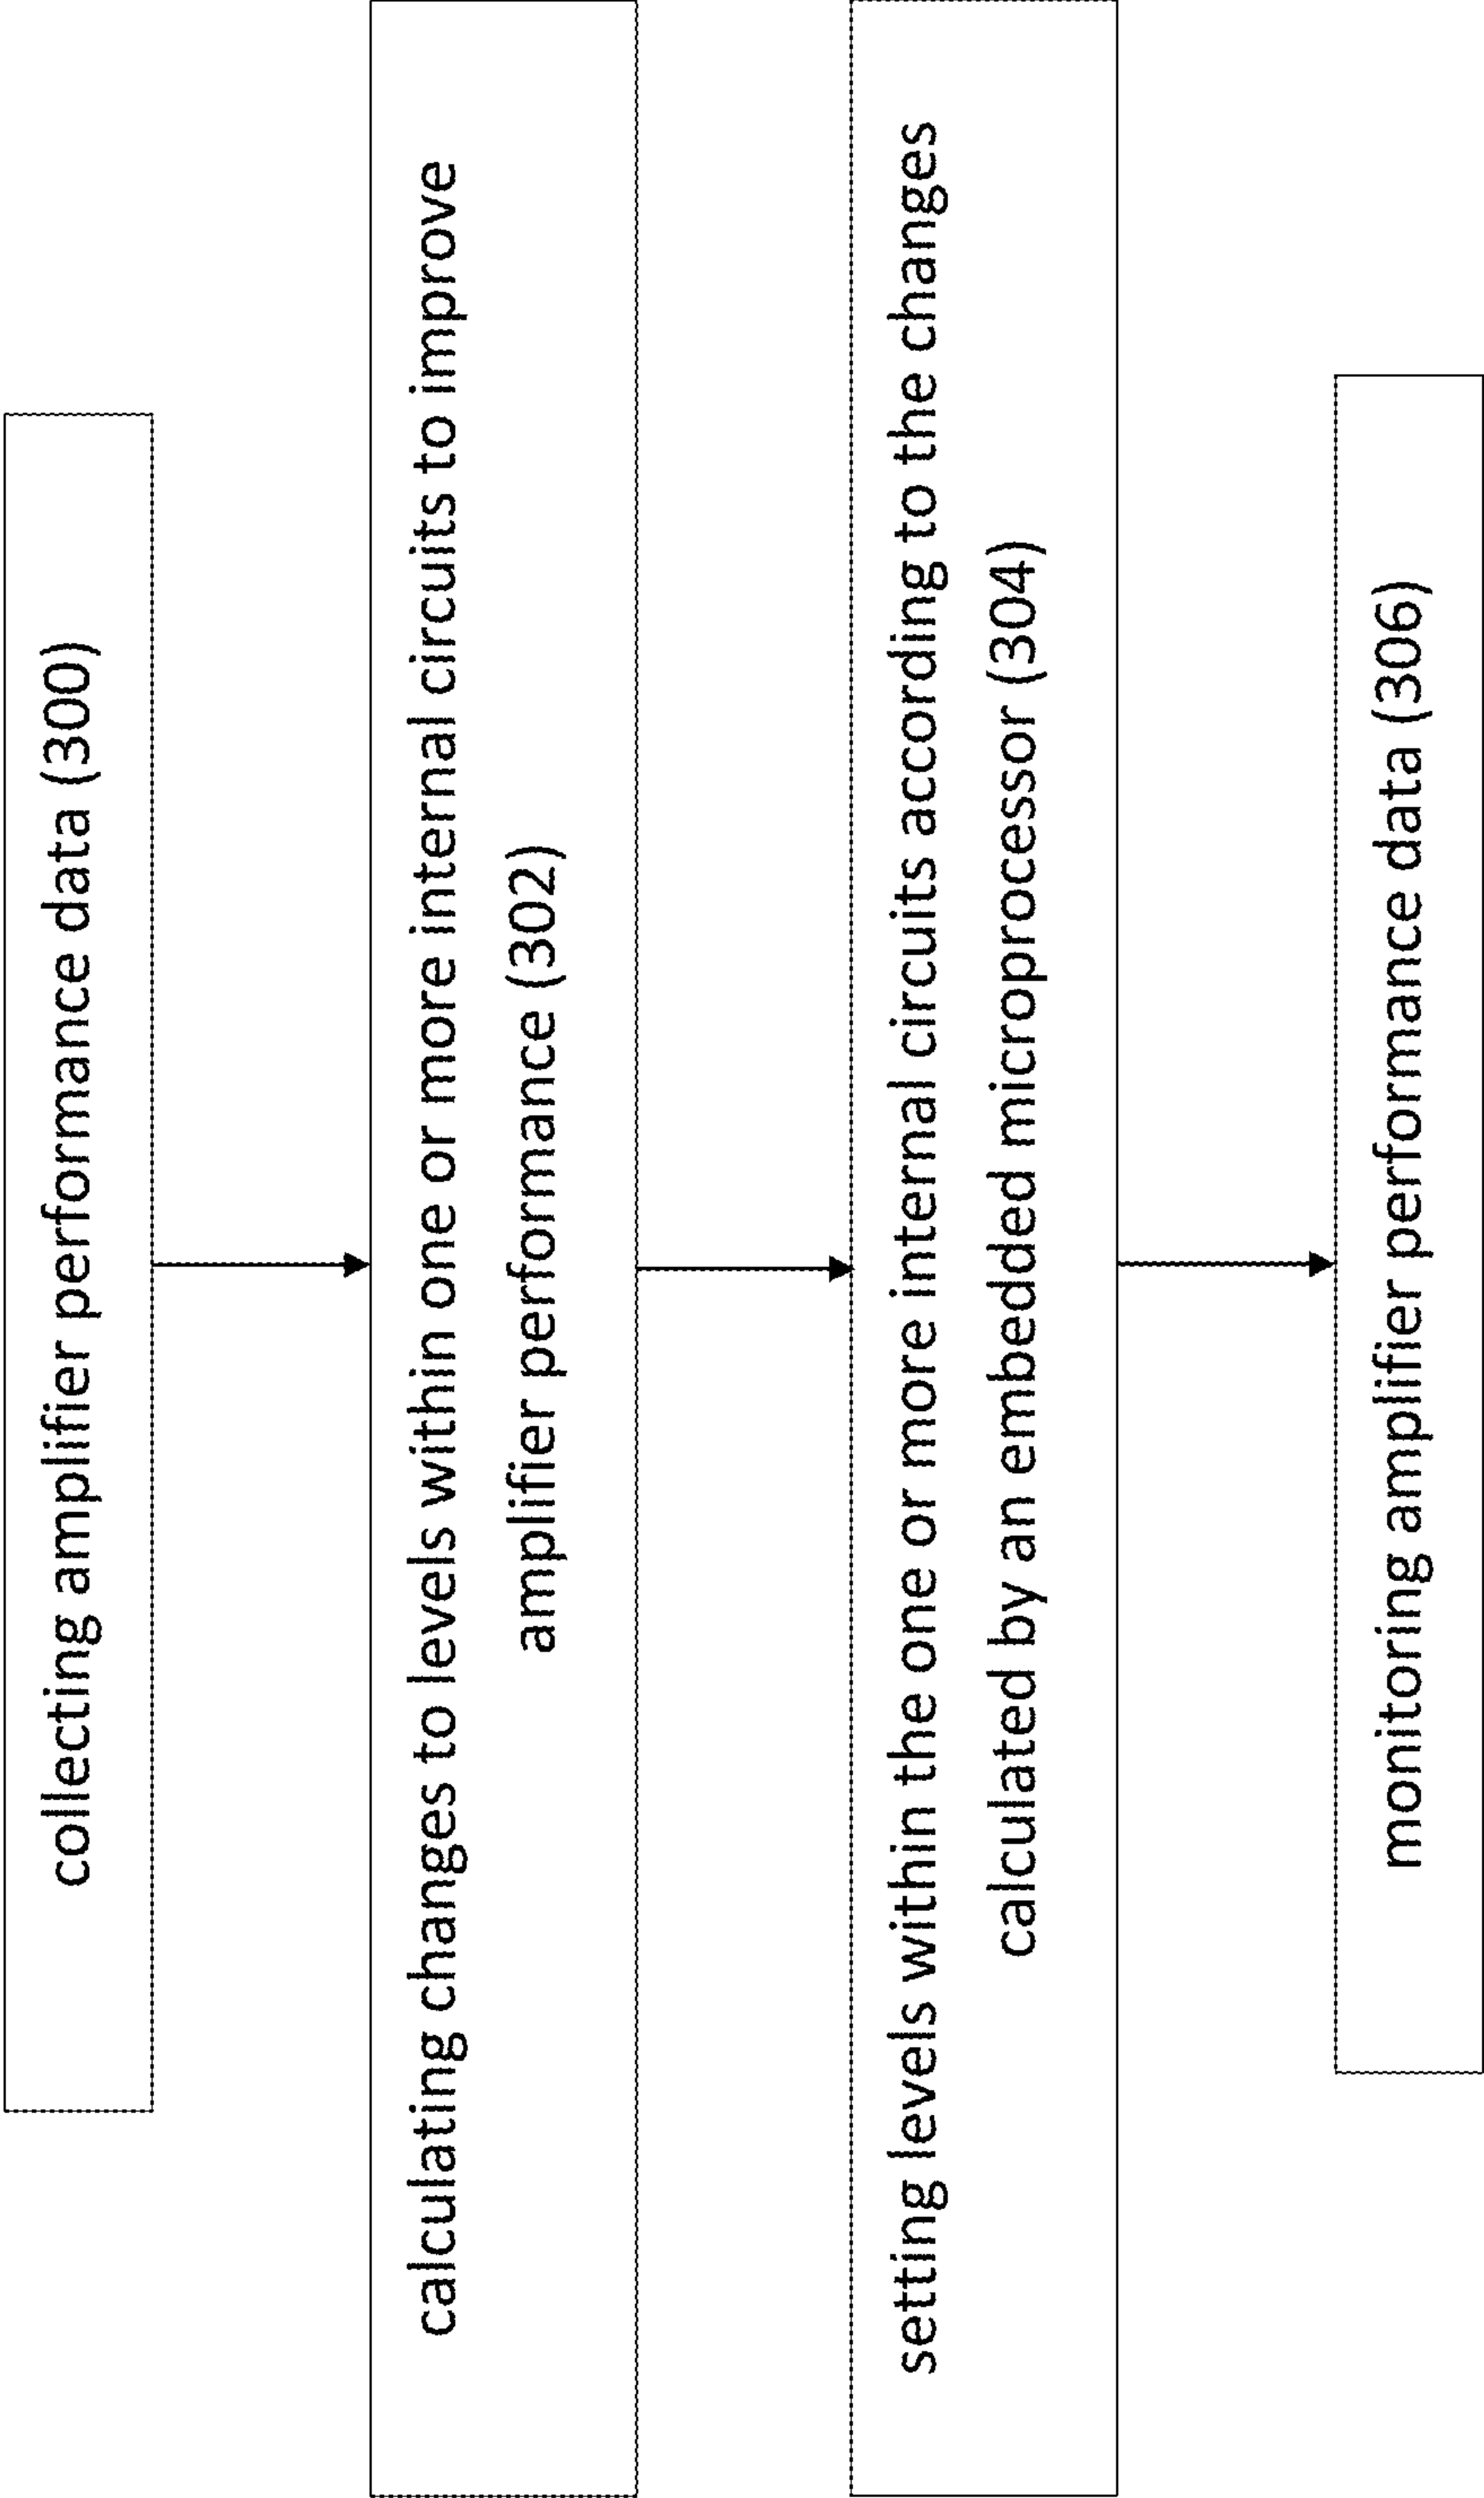 collecting amplifier performance data (300)
calculating changes to levels within one or more internal circuits to improve
amplifier performance (302)
setting levels within the one or more internal circuits according to the changes
calculated by an embedded microprocessor (304)
monitoring amplifier performance data (306)